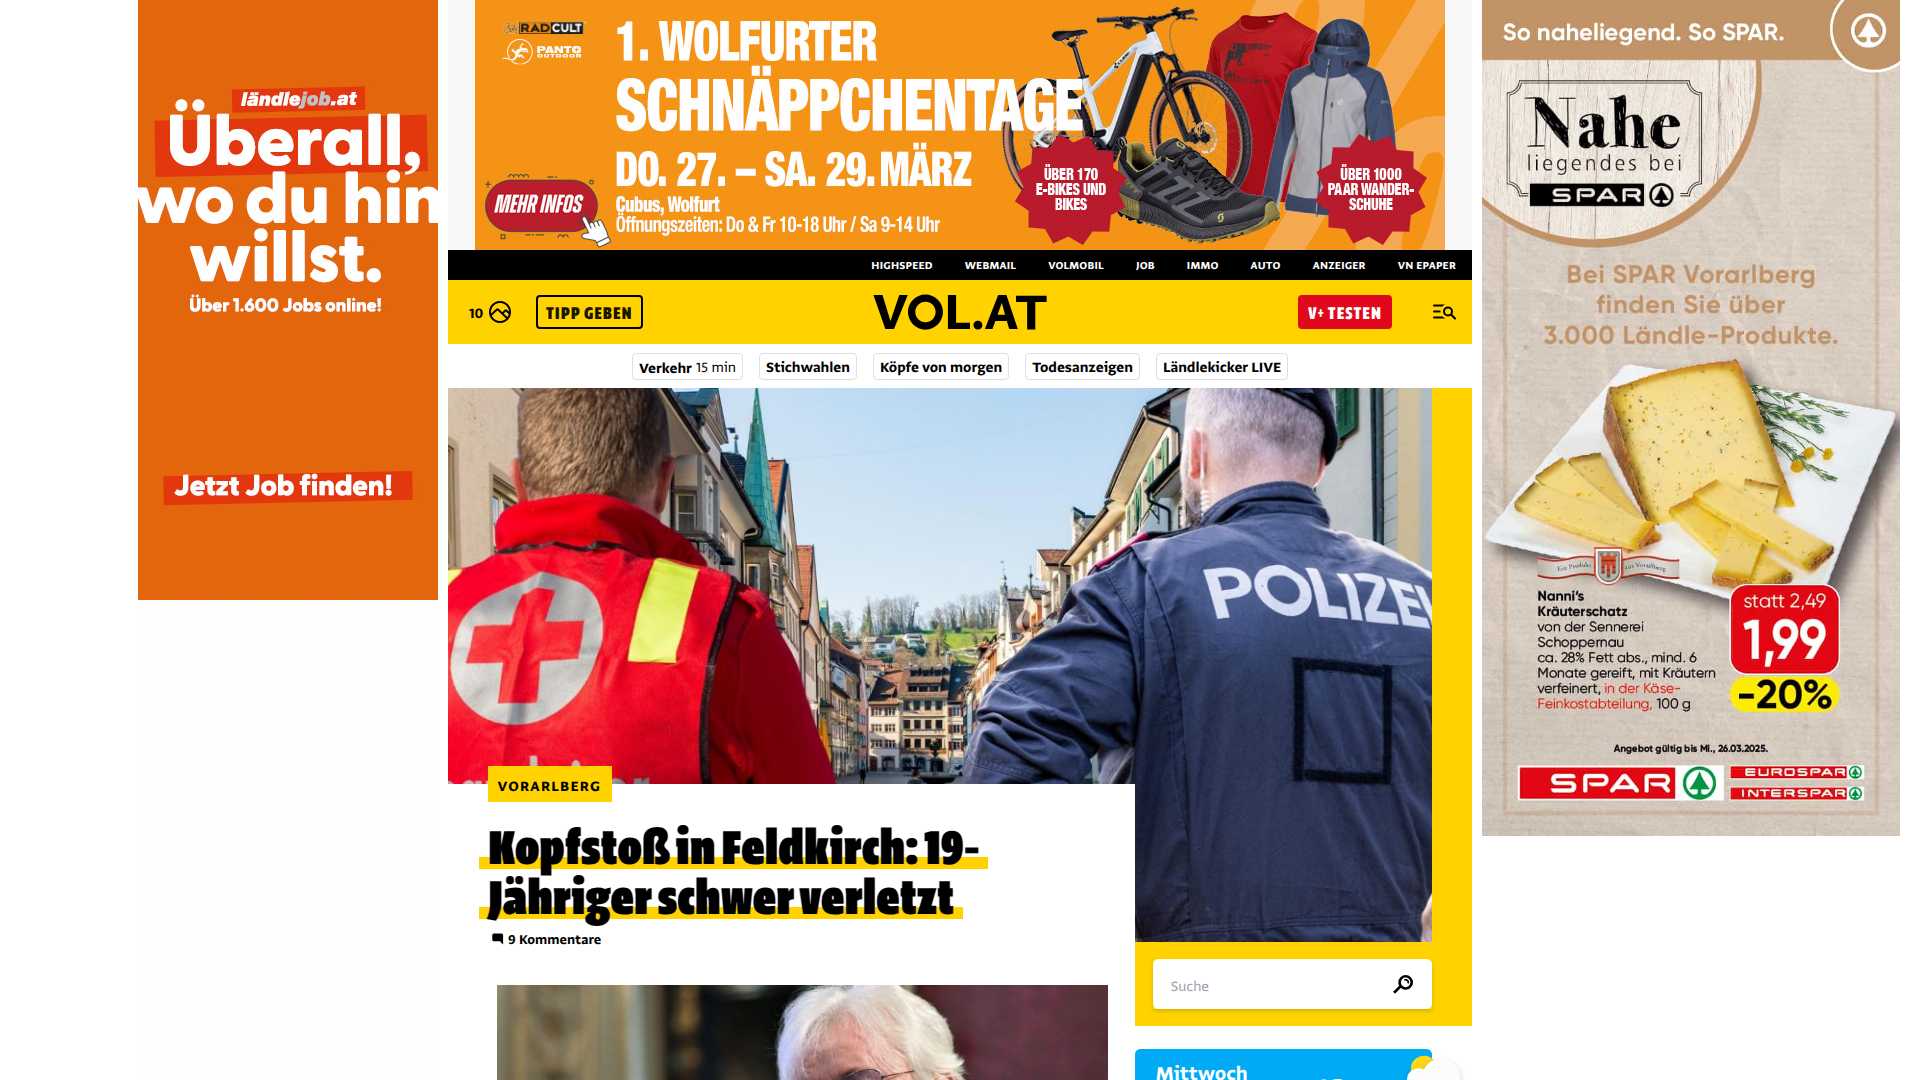 ländlejob.at
Überall,
wo du hin
willst.
Über 1.600 Jobs online!
Jetzt Job finden!
RADCULT
PANTO
OUTDOOR
1. WOLFURTER
SCHNÄPPCHENTAGE
DO. 27. – SA. 29. MÄRZ
MEHR INFOS
Cubus, Wolfurt
Öffnungszeiten: Do & Fr 10-18 Uhr / Sa 9-14 Uhr
ÜBER 170
E-BIKES UND
BIKES
ÜBER 1000
PAAR WANDER-
SCHUHE
HIGHSPEED WEBMAIL VOLMOBIL JOB IMMO AUTO ANZEIGER VN EPAPER
10 TIPP GEBEN VOL.AT V+ TESTEN
Verkehr 15 min Stichwahlen Köpfe von morgen Todesanzeigen Ländlekicker LIVE
POLIZEI
VORARLBERG
Kopfstoß in Feldkirch: 19-
Jähriger schwer verletzt
9 Kommentare
Suche
Mittwoch
So naheliegend. So SPAR.
Nahe
liegendes bei
SPAR
Bei SPAR Vorarlberg
finden Sie über
3.000 Ländle-Produkte.
Ein Produkt aus Vorarlberg
Nanni's
Kräuterschatz
von der Sennerei
Schoppernau
ca. 28% Fett abs., mind. 6
Monate gereift, mit Kräutern
verfeinert, in der Käse-
Feinkostabteilung, 100 g
statt 2,49
1,99
-20%
Angebot gültig bis Mi., 26.03.2025.
SPAR
EUROSPAR
INTERSPAR